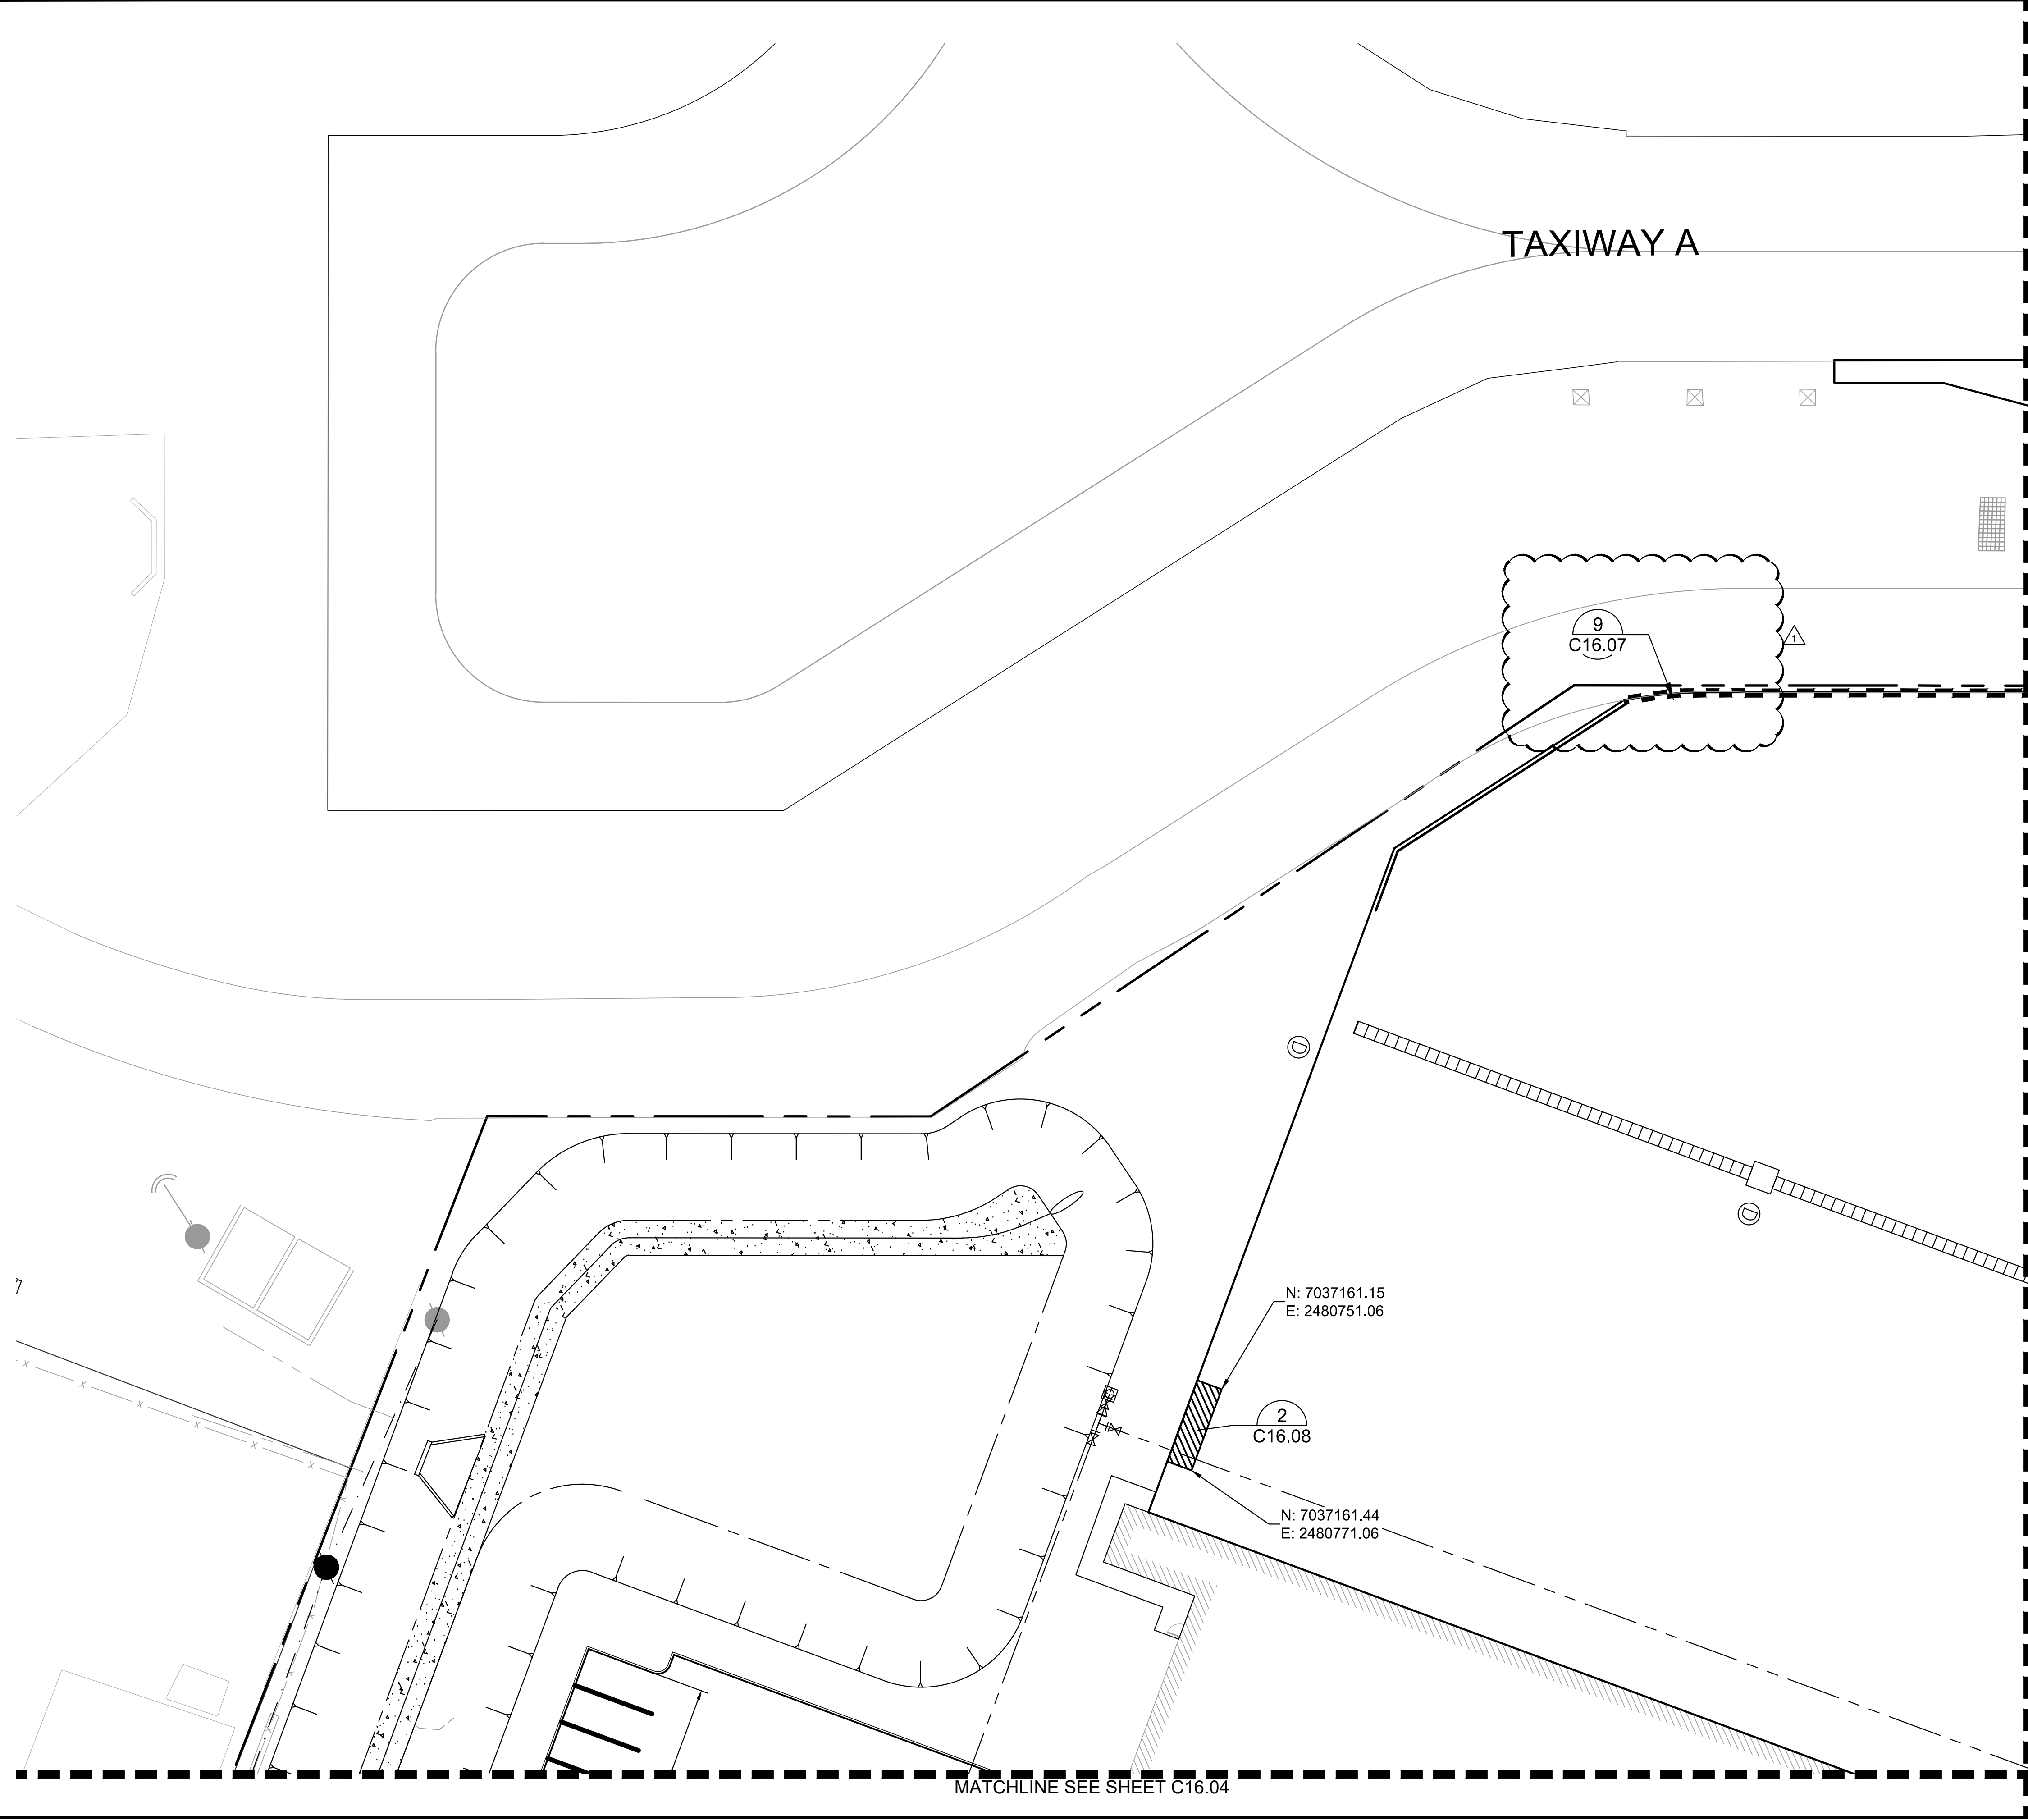 TAXIWAY A
9
C16.07
1
D
D
N: 7037161.15
E: 2480751.06
2
C16.08
N: 7037161.44
E: 2480771.06
x x x x x x
MATCHLINE SEE SHEET C16.04